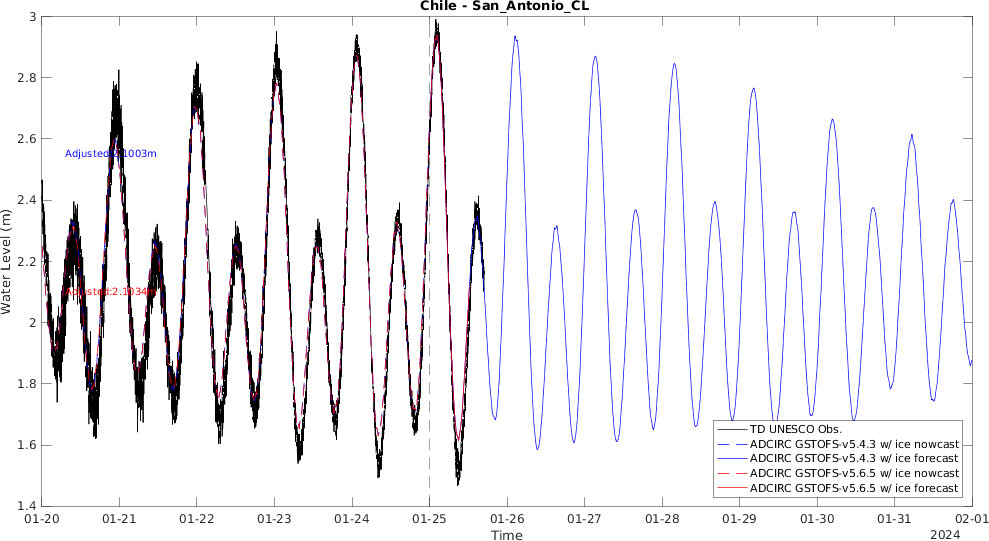 Chile - San_Antonio_CL
3
2.8
2.6
2.4
2.2
2
1.8
1.6
1.4
Water Level (m)
Adjusted:2.1003m
Adjusted:2.1034m
TD UNESCO Obs.
ADCIRC GSTOFS-v5.4.3 w/ ice nowcast
ADCIRC GSTOFS-v5.4.3 w/ ice forecast
ADCIRC GSTOFS-v5.6.5 w/ ice nowcast
ADCIRC GSTOFS-v5.6.5 w/ ice forecast
01-20 01-21 01-22 01-23 01-24 01-25 01-26 01-27 01-28 01-29 01-30 01-31 02-01
Time
2024